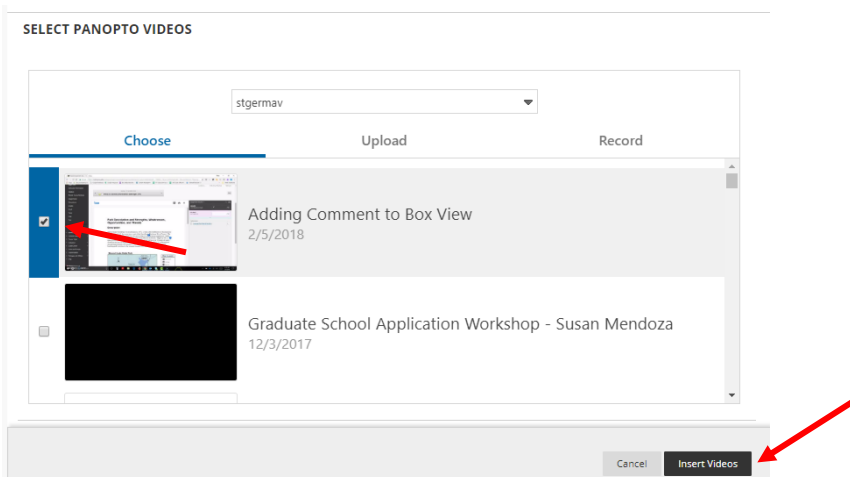 SELECT PANOPTO VIDEOS
stgermav
Choose Upload Record
Adding Comment to Box View
2/5/2018
Graduate School Application Workshop - Susan Mendoza
12/3/2017
Cancel Insert Videos